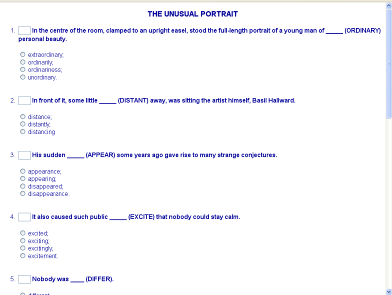 THE UNUSUAL PORTRAIT
1. In the centre of the room, clamped to an upright easel, stood the full-length portrait of a young man of _____ (ORDINARY)
personal beauty.
extraordinary;
ordinarily;
ordinariness;
unordinary.
2. In front of it, some little _____ (DISTANT) away, was sitting the artist himself, Basil Hallward.
distance;
distantly;
distancing.
3. His sudden _____ (APPEAR) some years ago gave rise to many strange conjectures.
appearance;
appearing;
disappeared;
disappearance.
4. It also caused such public _____ (EXCITE) that nobody could stay calm.
excited;
exciting;
excitingly;
excitement.
5. Nobody was ____ (DIFFER).